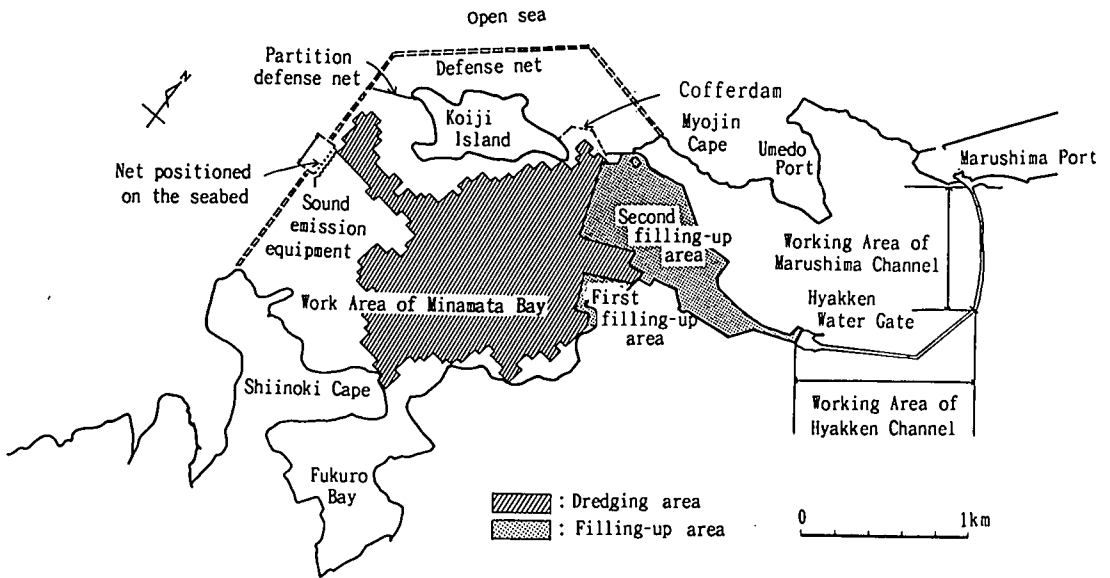 Open sea
N
Partition
defense net
Defense net
Cofferdam
Koiji
Island
Myojin
Cape
Umedo
Port
Marushima Port
Net positioned
on the seabed
Sound
emission
equipment
Second
filling-up
area
Working Area of
Marushima Channel
Work Area of Minamata Bay
First
filling-up
area
Hyakken
Water Gate
Shiinoki Cape
Working Area of
Hyakken Channel
Fukuro
Bay
: Dredging area
: Filling-up area
0 1km